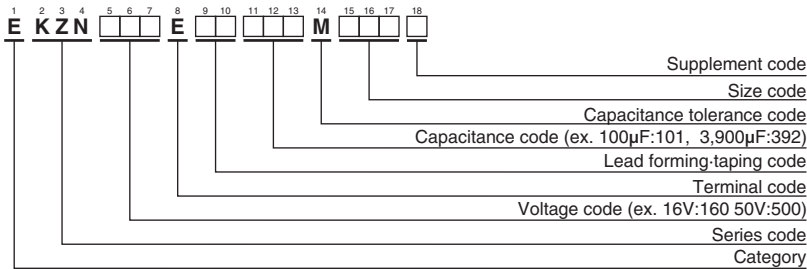 1 2 3 4 5 6 7 8 9 10 11 12 13 14 15 16 17 18
E K Z N E M
Supplement code
Size code
Capacitance tolerance code
Capacitance code (ex. 100µF:101, 3,900µF:392)
Lead forming·taping code
Terminal code
Voltage code (ex. 16V:160 50V:500)
Series code
Category